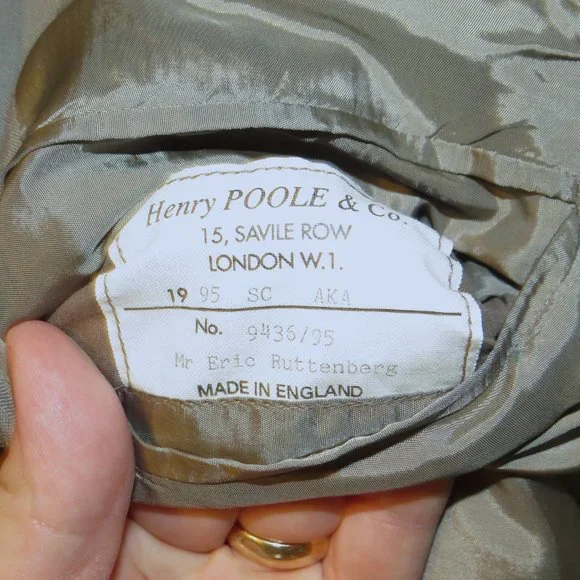 Henry POOLE & Co.
15, SAVILE ROW
LONDON W.1.
19 95 SC AKA
No. 9436/95
Mr Eric Ruttenberg
MADE IN ENGLAND